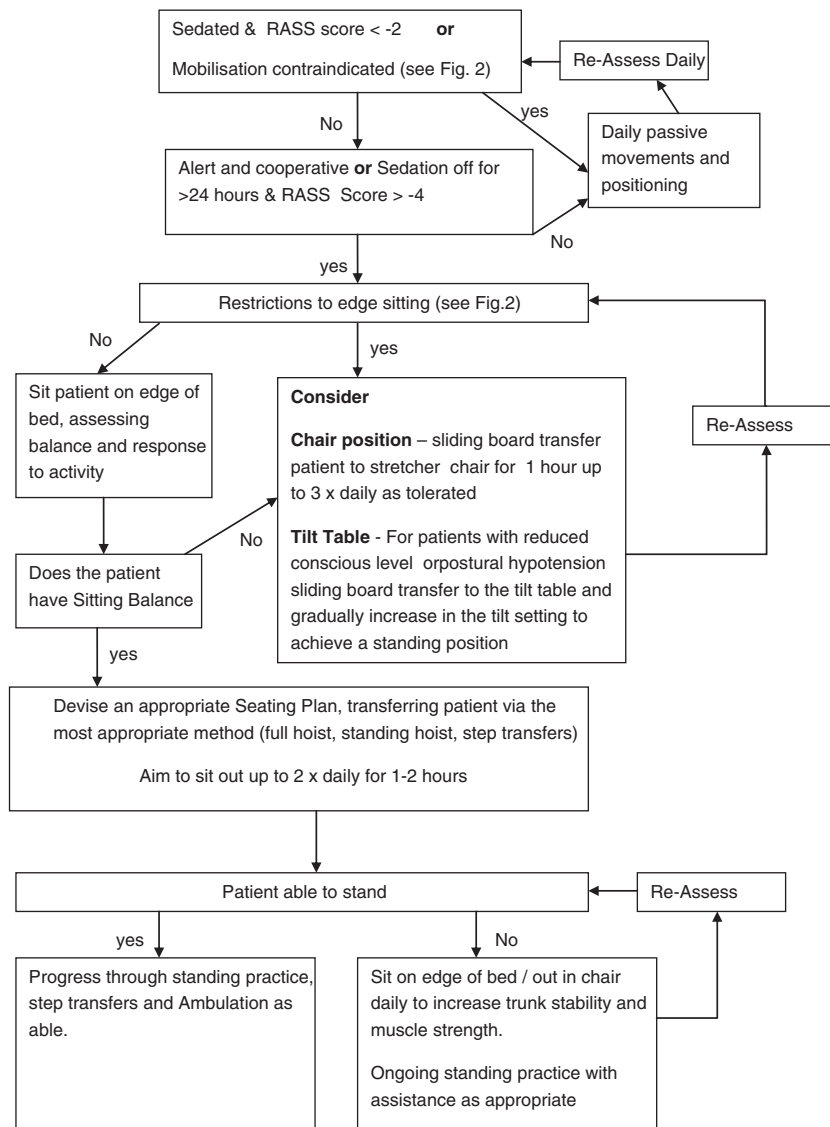 Sedated & RASS score < -2 or
Mobilisation contraindicated (see Fig. 2)
Re-Assess Daily
yes
No
Daily passive
movements and
positioning
Alert and cooperative or Sedation off for
>24 hours & RASS Score > -4
No
yes
Restrictions to edge sitting (see Fig.2)
No
yes
Sit patient on edge of
bed, assessing
balance and response
to activity
Consider
Chair position – sliding board transfer
patient to stretcher chair for 1 hour up
to 3 x daily as tolerated
Tilt Table - For patients with reduced
conscious level orpostural hypotension
sliding board transfer to the tilt table and
gradually increase in the tilt setting to
achieve a standing position
Re-Assess
No
Does the patient
have Sitting Balance
yes
Devise an appropriate Seating Plan, transferring patient via the
most appropriate method (full hoist, standing hoist, step transfers)
Aim to sit out up to 2 x daily for 1-2 hours
Patient able to stand
Re-Assess
yes
No
Progress through standing practice,
step transfers and Ambulation as
able.
Sit on edge of bed / out in chair
daily to increase trunk stability and
muscle strength.
Ongoing standing practice with
assistance as appropriate